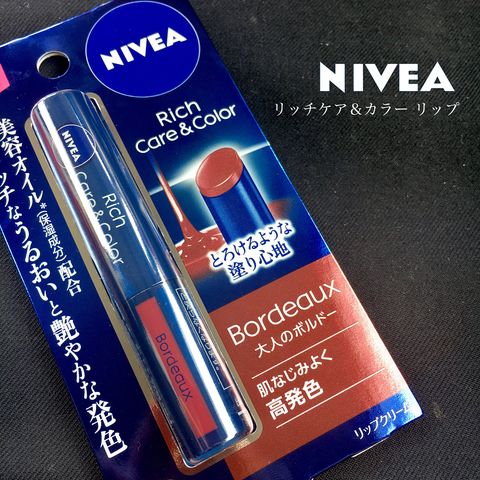 NIVEA
リッチケア＆カラー リップ
NIVEA
Rich
Care&Color
とろけるような
塗り心地
Bordeaux
大人のボルドー
肌なじみよく
高発色
リップクリーム
NIVEA
Rich
Care&Color
Bordeaux
美容オイル*(保湿成分)配合
ッチなうるおいと艶やかな発色